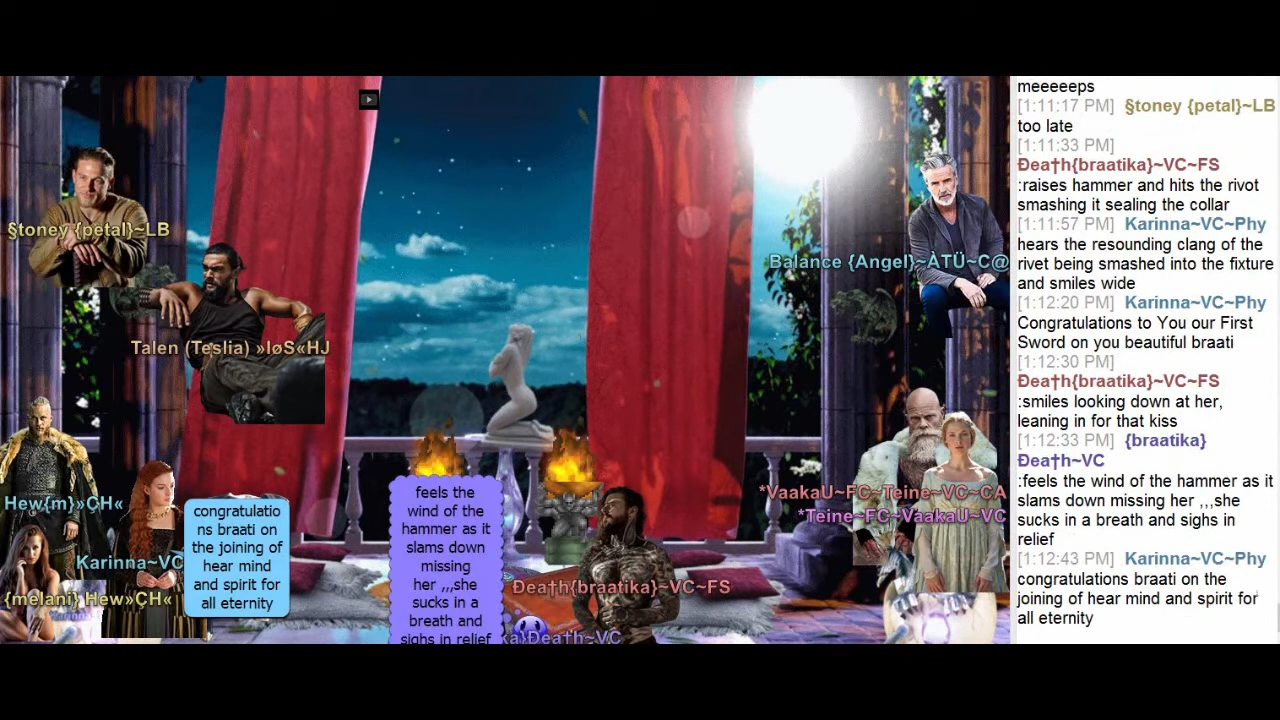 §toney {petal}~LB
Talen (Teslia) »løS«HJ
Balance {Angel}~ÀTÜ~C@
Hew{m}»ÇH«
Karinna~VC
{melani} Hew»ÇH«
congratulatio
ns braati on
the joining of
hear mind
and spirit for
all eternity
feels the
wind of the
hammer as it
slams down
missing
her ,,,she
sucks in a
breath and
sighs in relief
*VaakaU~FC~Teine~VC~CA
*Teine~FC~VaakaU~VC
Ðea†h{braatika}~VC~FS
ka}Ðea†h~VC
meeeeeps
[1:11:17 PM] §toney {petal}~LB
too late
[1:11:33 PM]
Ðea†h{braatika}~VC~FS
:raises hammer and hits the rivot
smashing it sealing the collar
[1:11:57 PM] Karinna~VC~Phy
hears the resounding clang of the
rivet being smashed into the fixture
and smiles wide
[1:12:20 PM] Karinna~VC~Phy
Congratulations to You our First
Sword on you beautiful braati
[1:12:30 PM]
Ðea†h{braatika}~VC~FS
:smiles looking down at her,
leaning in for that kiss
[1:12:33 PM] {braatika}
Ðea†h~VC
:feels the wind of the hammer as it
slams down missing her ,,,she
sucks in a breath and sighs in
relief
[1:12:43 PM] Karinna~VC~Phy
congratulations braati on the
joining of hear mind and spirit for
all eternity